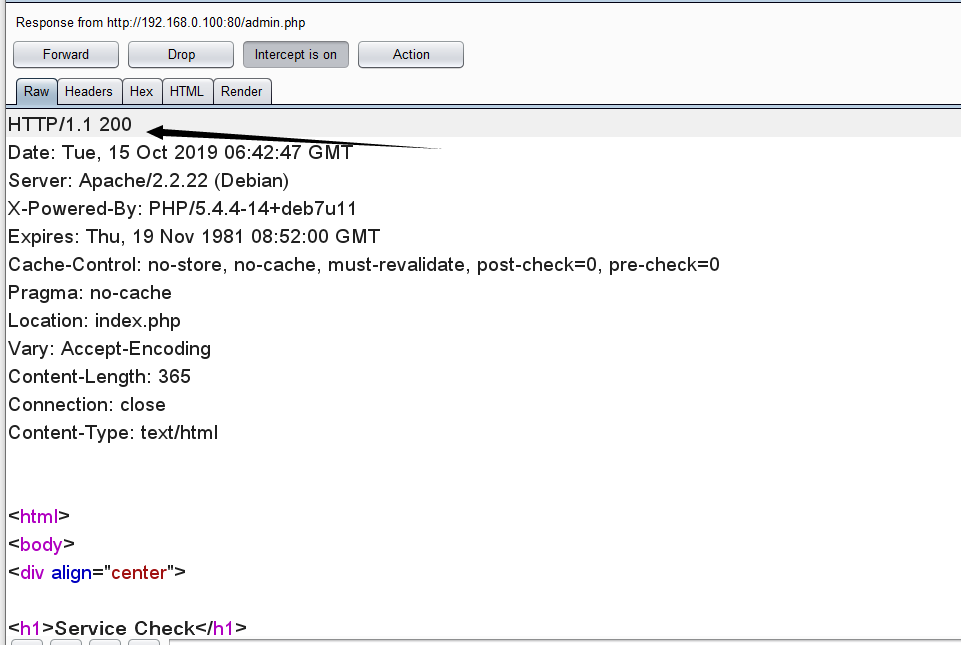 Response from http://192.168.0.100:80/admin.php
Forward Drop Intercept is on Action
Raw Headers Hex HTML Render
HTTP/1.1 200
Date: Tue, 15 Oct 2019 06:42:47 GMT
Server: Apache/2.2.22 (Debian)
X-Powered-By: PHP/5.4.4-14+deb7u11
Expires: Thu, 19 Nov 1981 08:52:00 GMT
Cache-Control: no-store, no-cache, must-revalidate, post-check=0, pre-check=0
Pragma: no-cache
Location: index.php
Vary: Accept-Encoding
Content-Length: 365
Connection: close
Content-Type: text/html
<html>
<body>
<div align="center">
<h1>Service Check</h1>